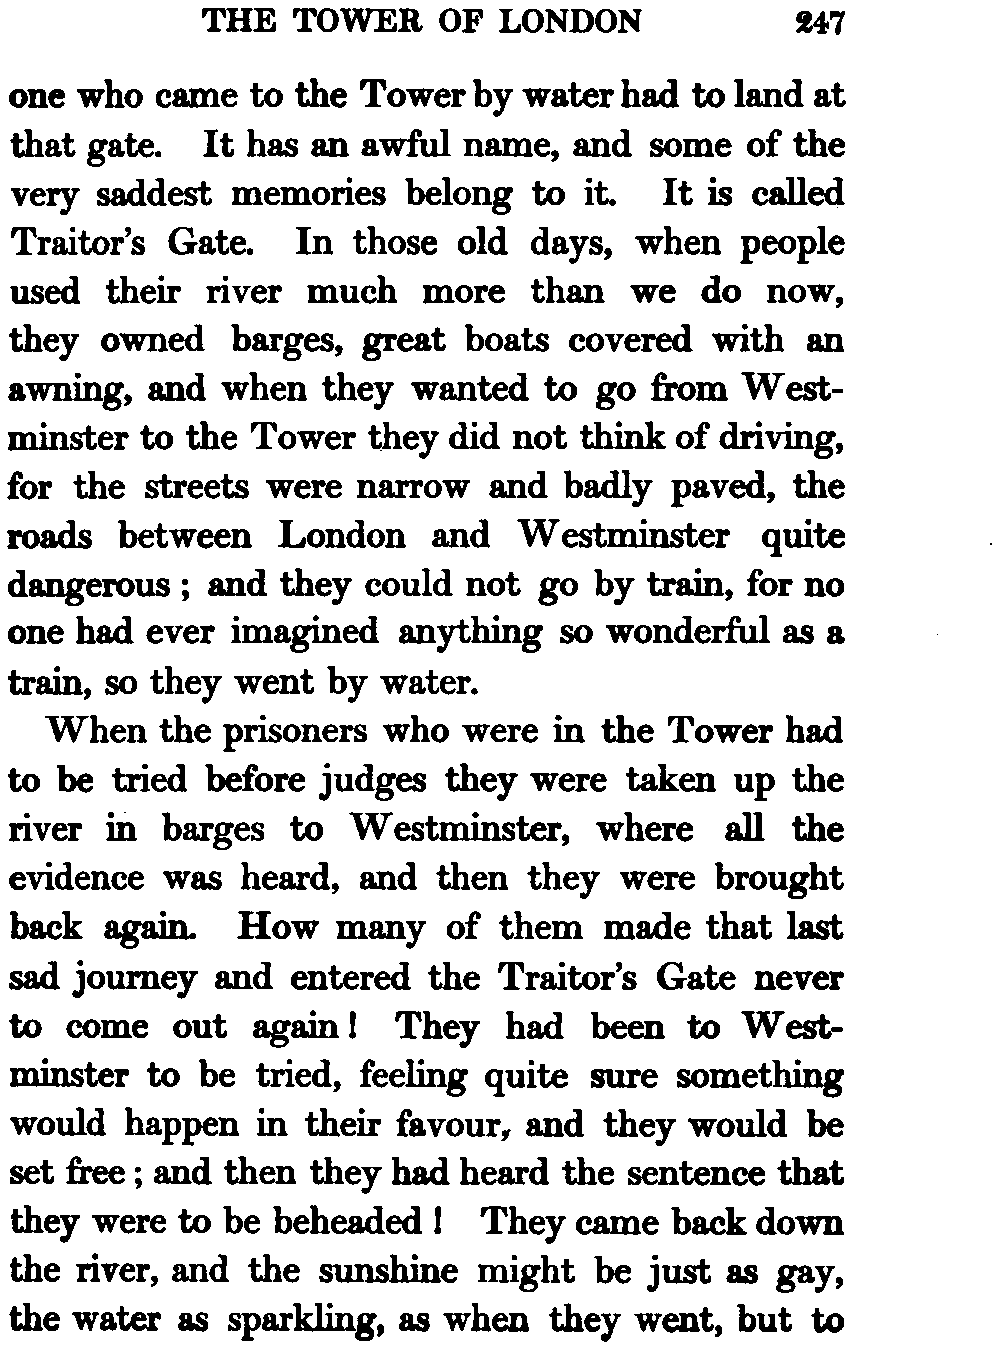 THE TOWER OF LONDON 247
one who came to the Tower by water had to land at
that gate. It has an awful name, and some of the
very saddest memories belong to it. It is called
Traitor's Gate. In those old days, when people
used their river much more than we do now,
they owned barges, great boats covered with an
awning, and when they wanted to go from West-
minster to the Tower they did not think of driving,
for the streets were narrow and badly paved, the
roads between London and Westminster quite
dangerous ; and they could not go by train, for no
one had ever imagined anything so wonderful as a
train, so they went by water.
When the prisoners who were in the Tower had
to be tried before judges they were taken up the
river in barges to Westminster, where all the
evidence was heard, and then they were brought
back again. How many of them made that last
sad journey and entered the Traitor's Gate never
to come out again ! They had been to West-
minster to be tried, feeling quite sure something
would happen in their favour, and they would be
set free ; and then they had heard the sentence that
they were to be beheaded ! They came back down
the river, and the sunshine might be just as gay,
the water as sparkling, as when they went, but to